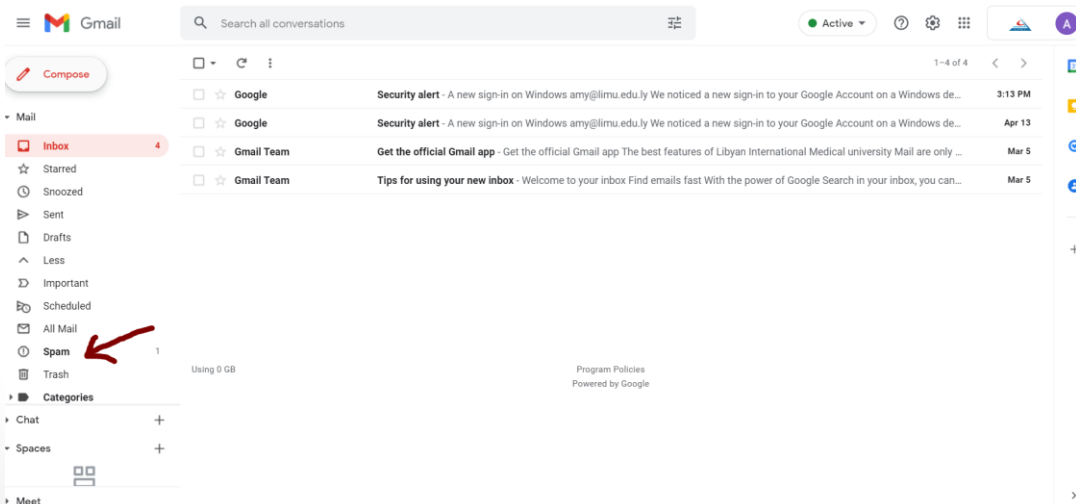 Gmail
Search all conversations
Active
A
Compose
1–4 of 4
Google Security alert - A new sign-in on Windows amy@limu.edu.ly We noticed a new sign-in to your Google Account on a Windows de... 3:13 PM
Google Security alert - A new sign-in on Windows amy@limu.edu.ly We noticed a new sign-in to your Google Account on a Windows de... Apr 13
Gmail Team Get the official Gmail app - Get the official Gmail app The best features of Libyan International Medical university Mail are only ... Mar 5
Gmail Team Tips for using your new inbox - Welcome to your inbox Find emails fast With the power of Google Search in your inbox, you can... Mar 5
Mail
Inbox 4
Starred
Snoozed
Sent
Drafts
Less
Important
Scheduled
All Mail
Spam 1
Trash
Categories
Chat
Spaces
Meet
Using 0 GB
Program Policies
Powered by Google